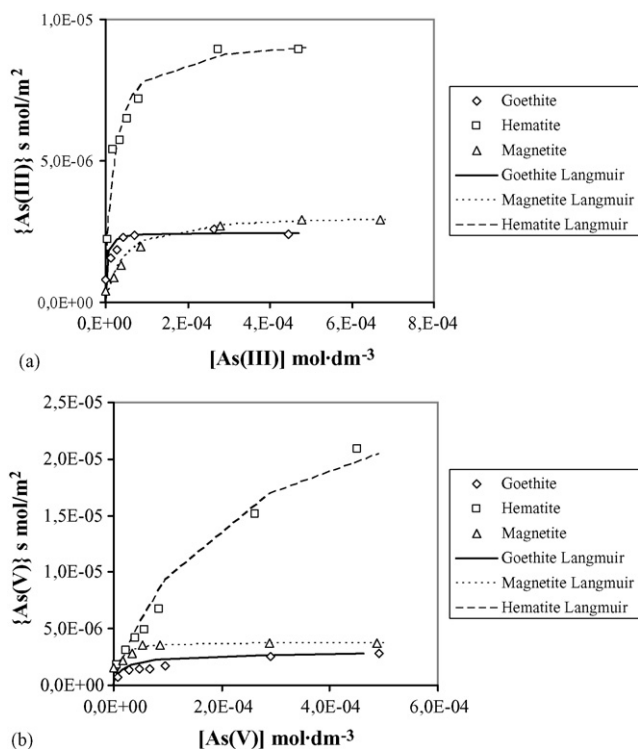 1,0E-05
5,0E-06
0,0E+00
{As(III)} s mol/m²
0,E+00 2,E-04 4,E-04 6,E-04 8,E-04
[As(III)] mol·dm-3
(a)
Goethite
Hematite
Magnetite
Goethite Langmuir
Magnetite Langmuir
Hematite Langmuir
2,5E-05
2,0E-05
1,5E-05
1,0E-05
5,0E-06
0,0E+00
{As(V)} s mol/m²
0,0E+00 2,0E-04 4,0E-04 6,0E-04
[As(V)] mol·dm-3
(b)
Goethite
Hematite
Magnetite
Goethite Langmuir
Magnetite Langmuir
Hematite Langmuir